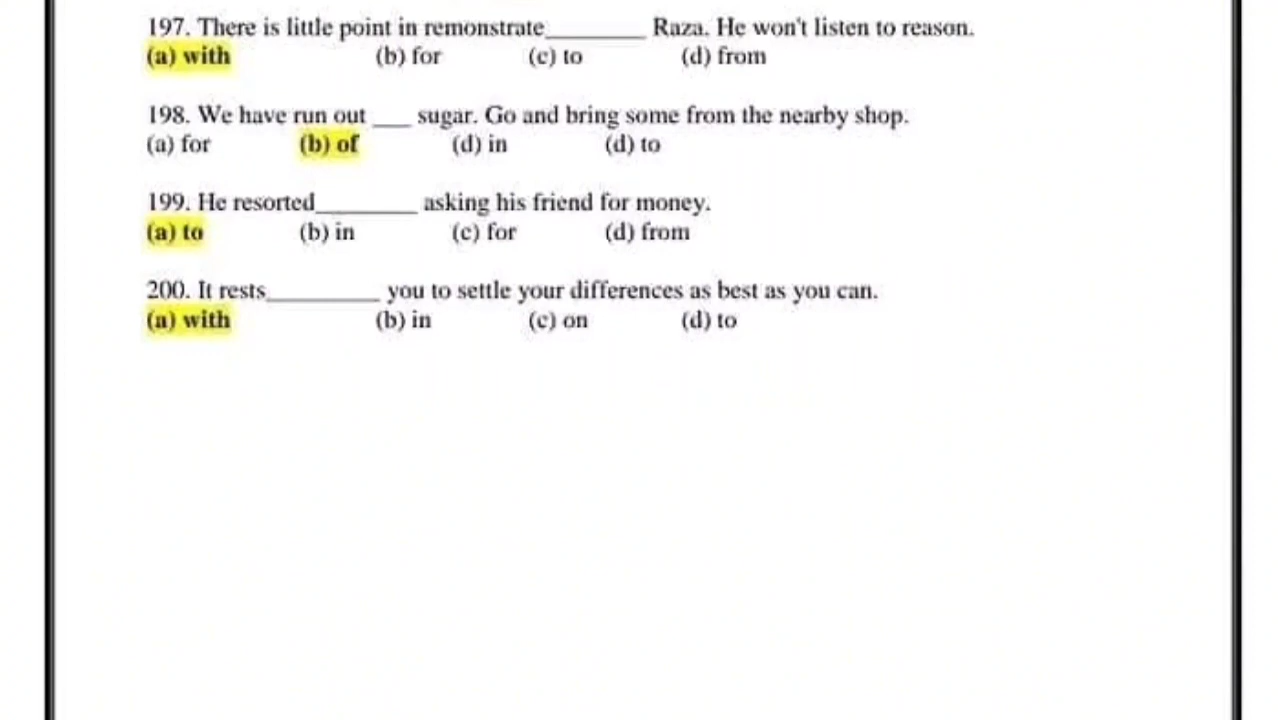 197. There is little point in remonstrate________ Raza. He won't listen to reason.
(a) with (b) for (c) to (d) from
198. We have run out ___ sugar. Go and bring some from the nearby shop.
(a) for (b) of (d) in (d) to
199. He resorted________ asking his friend for money.
(a) to (b) in (c) for (d) from
200. It rests_________ you to settle your differences as best as you can.
(a) with (b) in (c) on (d) to